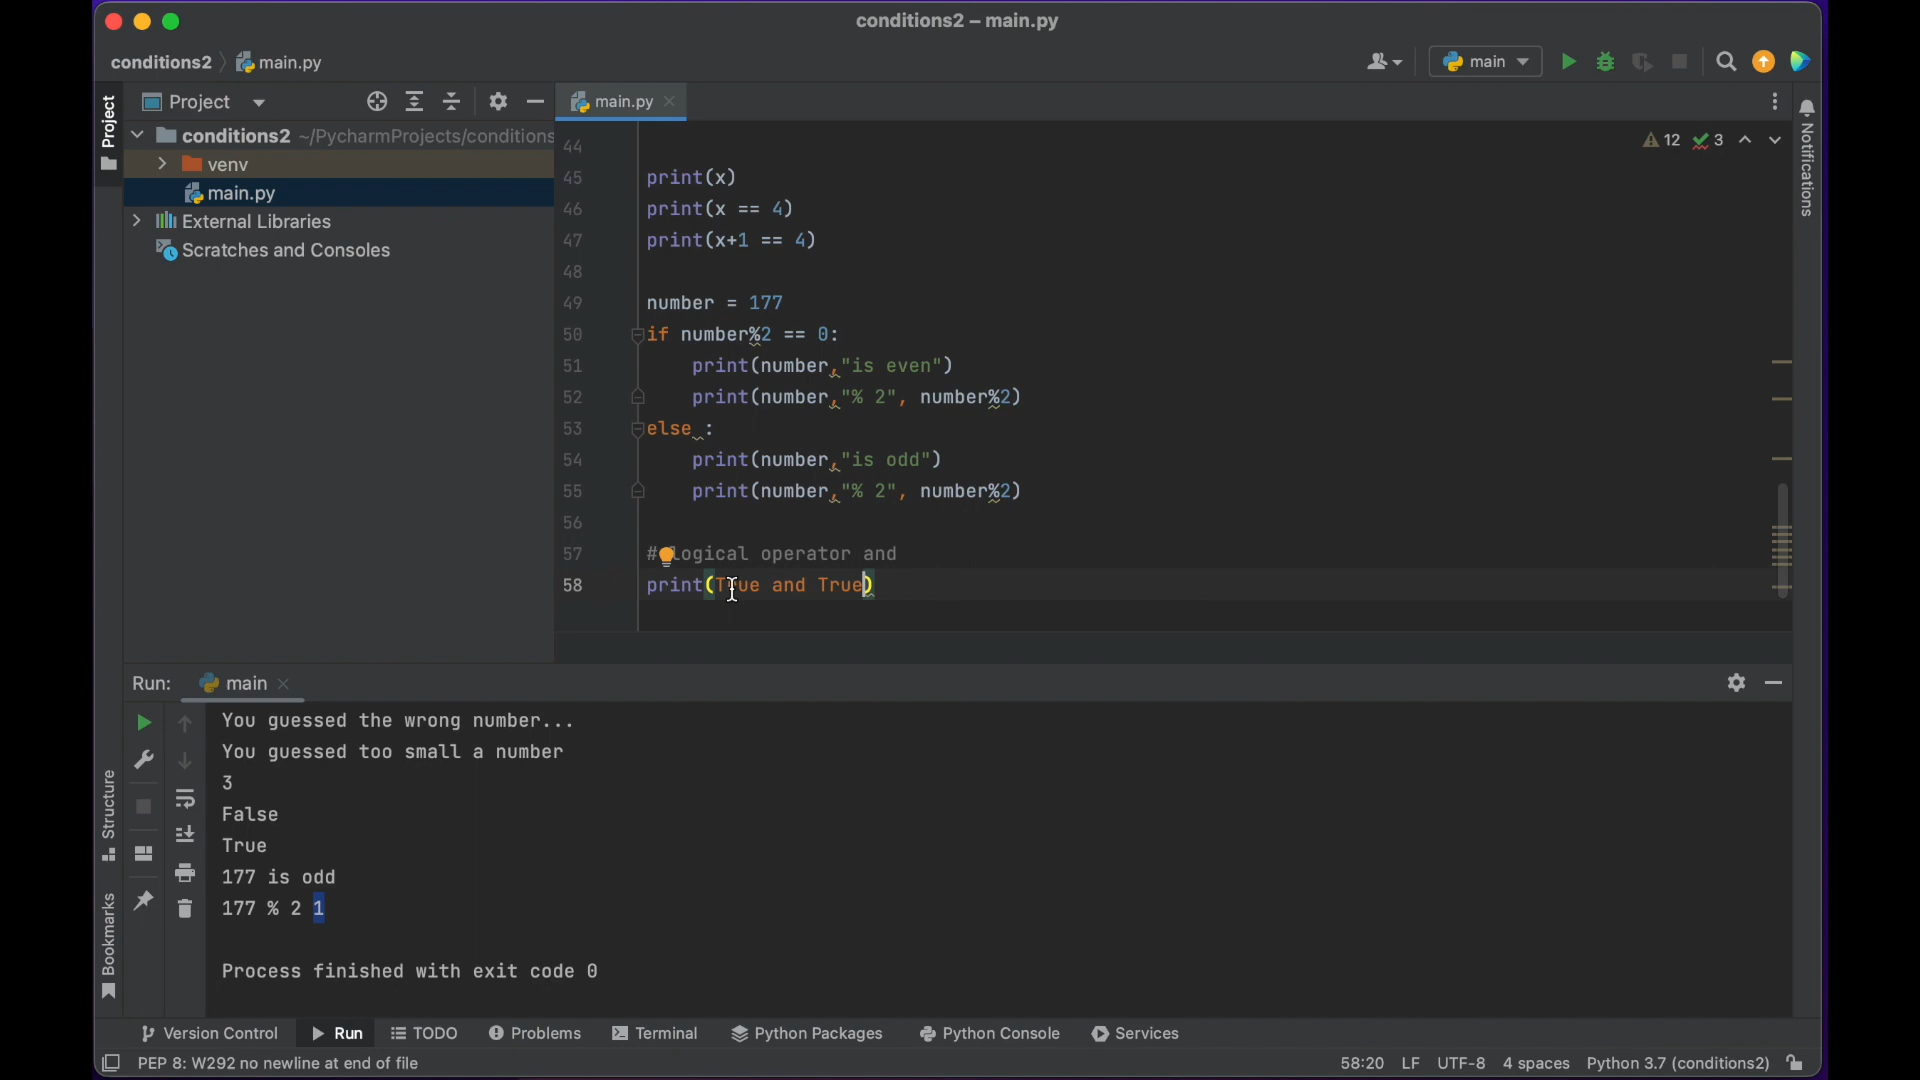 conditions2 – main.py
conditions2 main.py
main
Project
Project
main.py
conditions2 ~/PycharmProjects/conditions
venv
main.py
External Libraries
Scratches and Consoles
12 3
Notifications
44
45 print(x)
46 print(x == 4)
47 print(x+1 == 4)
48
49 number = 177
50 if number%2 == 0:
51 print(number,"is even")
52 print(number,"% 2", number%2)
53 else :
54 print(number,"is odd")
55 print(number,"% 2", number%2)
56
57 # logical operator and
58 print(True and True)
Run: main
You guessed the wrong number...
You guessed too small a number
3
False
True
177 is odd
177 % 2 1
Process finished with exit code 0
Structure
Bookmarks
Version Control Run TODO Problems Terminal Python Packages Python Console Services
PEP 8: W292 no newline at end of file 58:20 LF UTF-8 4 spaces Python 3.7 (conditions2)